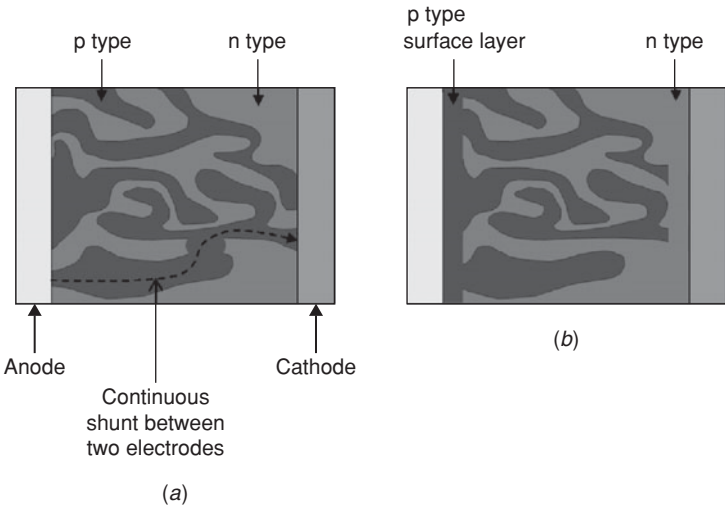 p type
n type
Anode
Cathode
Continuous
shunt between
two electrodes
(a)
p type
surface layer
n type
(b)